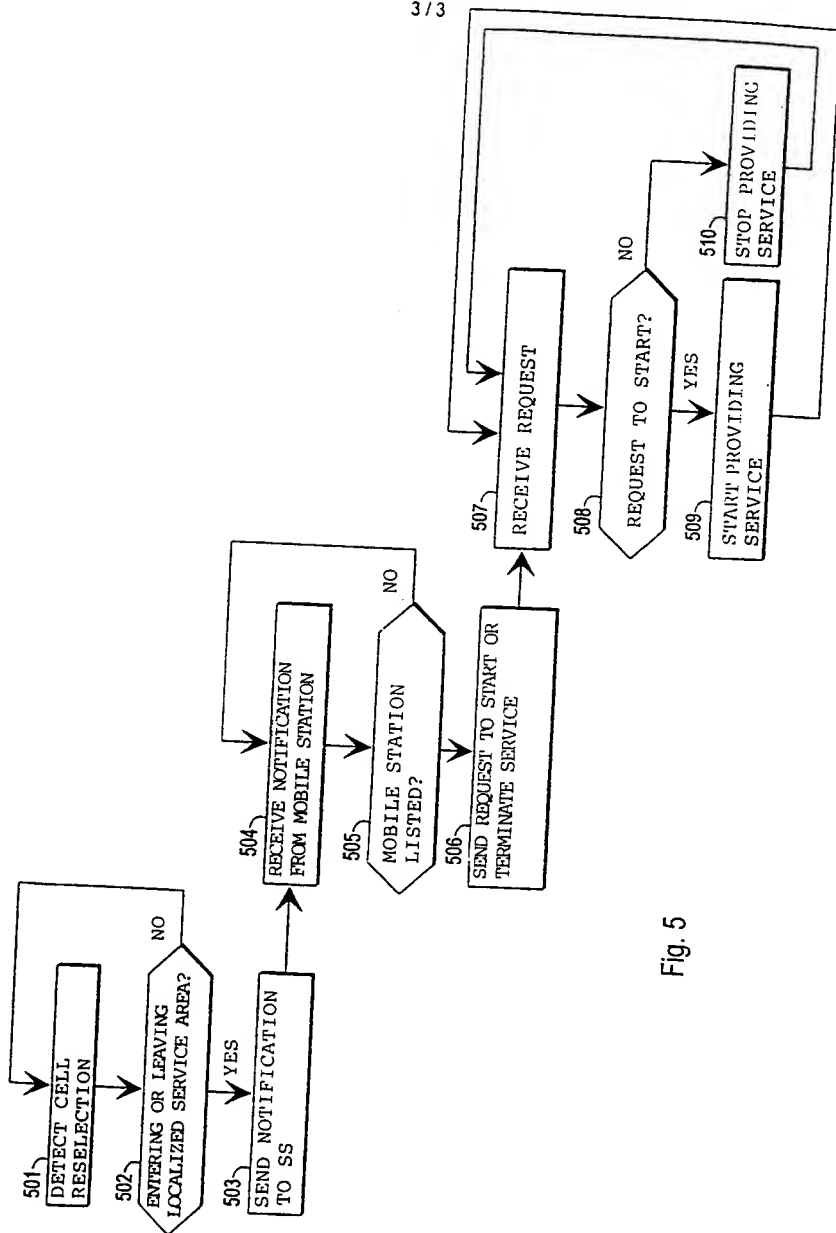 3 / 3
501
DETECT CELL
RESELECTION
502
ENTERING OR LEAVING
LOCALIZED SERVICE AREA?
NO
YES
503
SEND NOTIFICATION
TO SS
504
RECEIVE NOTIFICATION
FROM MOBILE STATION
505
MOBILE STATION
LISTED?
NO
506
SEND REQUEST TO START OR
TERMINATE SERVICE
507
RECEIVE REQUEST
508
REQUEST TO START?
NO
YES
509
START PROVIDING
SERVICE
510
STOP PROVIDING
SERVICE
Fig. 5